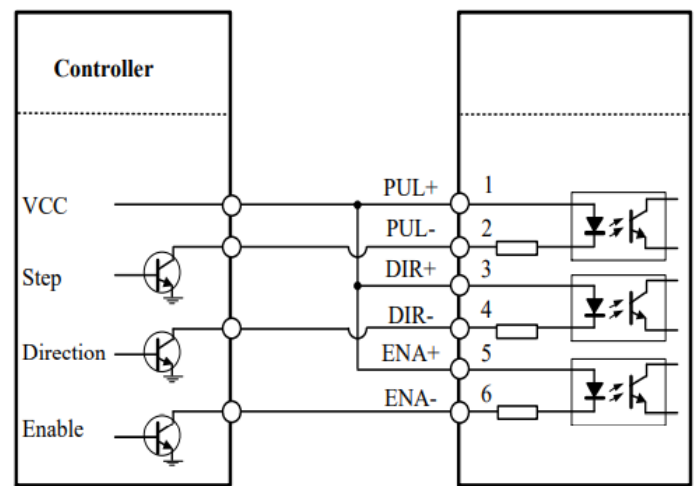 Controller
VCC
Step
Direction
Enable
PUL+ 1
PUL- 2
DIR+ 3
DIR- 4
ENA+ 5
ENA- 6